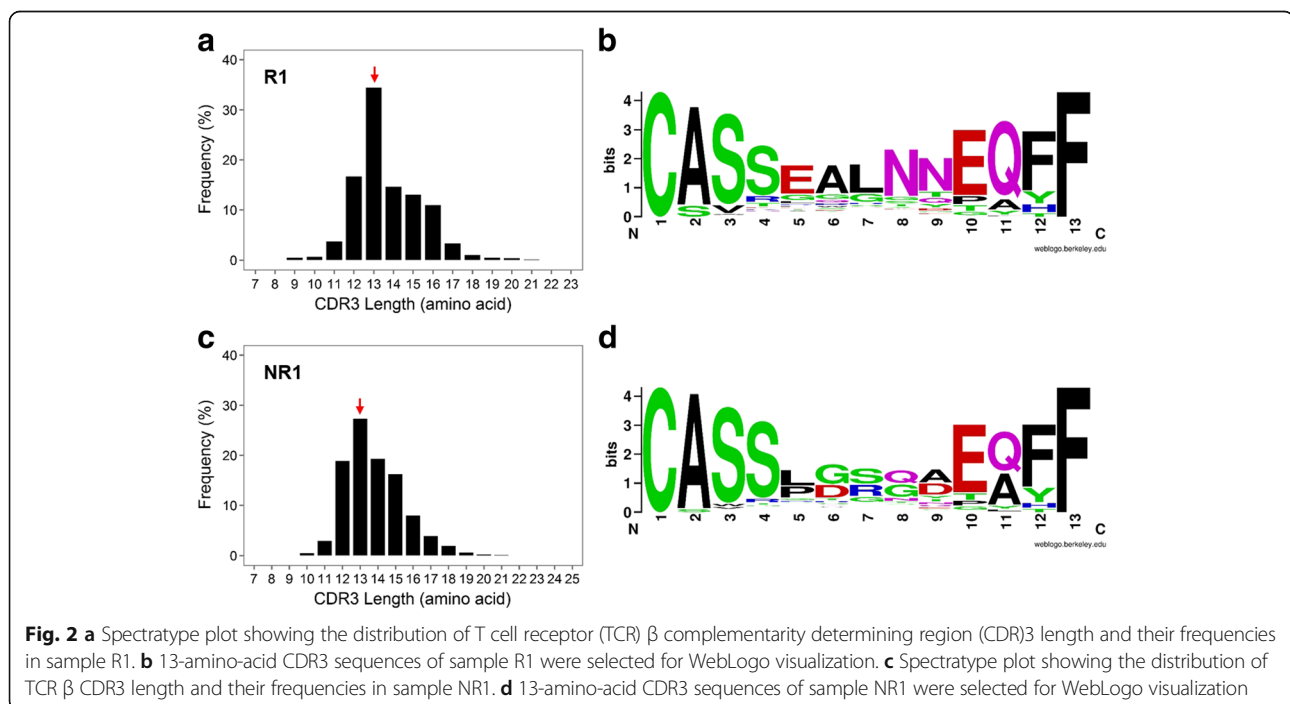 a
40
30
20
10
0
Frequency (%)
R1
7 8 9 10 11 12 13 14 15 16 17 18 19 20 21 22 23
CDR3 Length (amino acid)
b
4
3
2
1
0
bits
CASSEALNNEQFF
N 1 2 3 4 5 6 7 8 9 10 11 12 13 C
weblogo.berkeley.edu
c
40
30
20
10
0
Frequency (%)
NR1
7 8 9 10 11 12 13 14 15 16 17 18 19 20 21 22 23 24 25
CDR3 Length (amino acid)
d
4
3
2
1
0
bits
CASSLGSQAEQFF
PDRGDTAY
N 1 2 3 4 5 6 7 8 9 10 11 12 13 C
weblogo.berkeley.edu
Fig. 2 a Spectratype plot showing the distribution of T cell receptor (TCR) β complementarity determining region (CDR)3 length and their frequencies
in sample R1. b 13-amino-acid CDR3 sequences of sample R1 were selected for WebLogo visualization. c Spectratype plot showing the distribution of
TCR β CDR3 length and their frequencies in sample NR1. d 13-amino-acid CDR3 sequences of sample NR1 were selected for WebLogo visualization